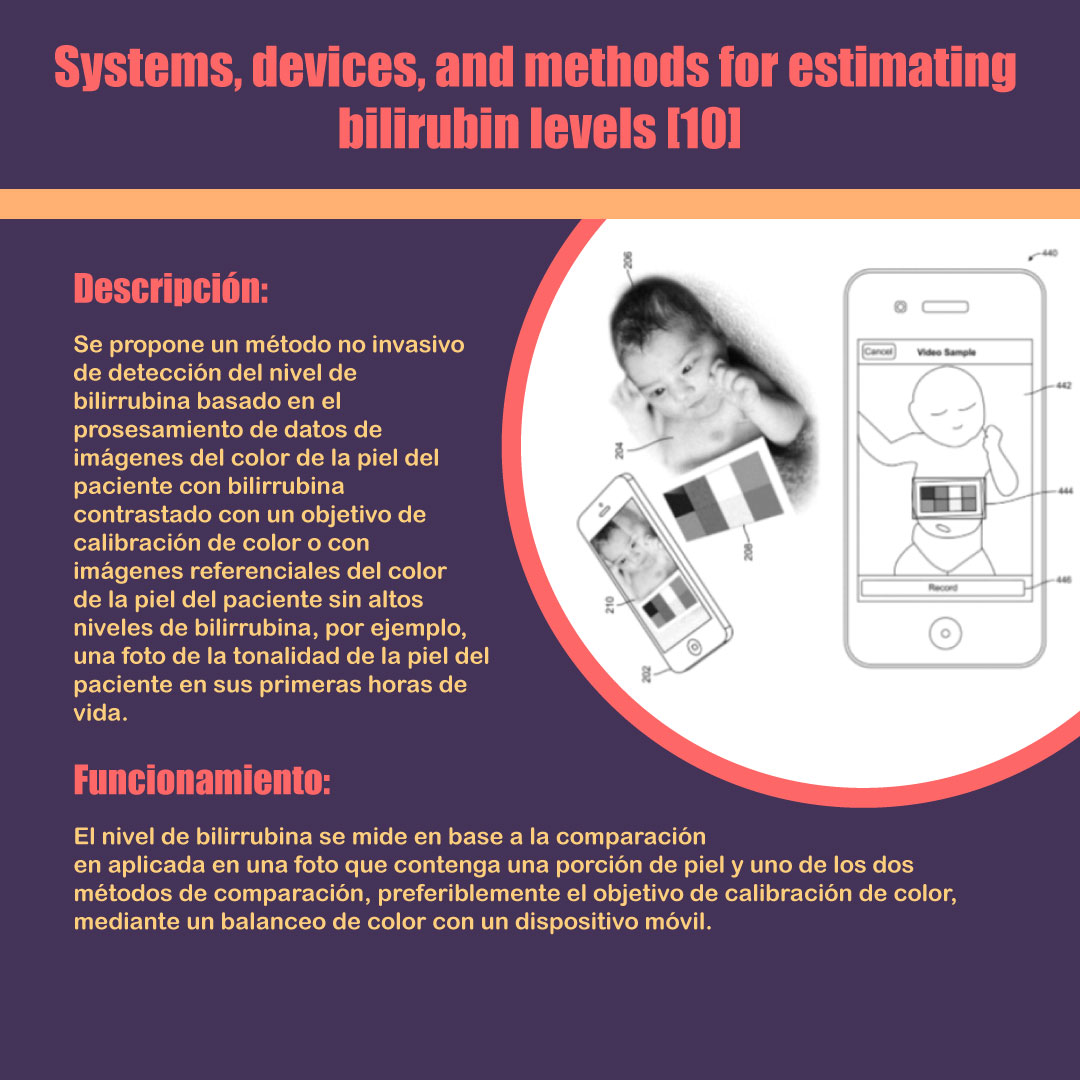 Systems, devices, and methods for estimating
bilirubin levels [10]
Descripción:
Se propone un método no invasivo
de detección del nivel de
bilirrubina basado en el
prosesamiento de datos de
imágenes del color de la piel del
paciente con bilirrubina
contrastado con un objetivo de
calibración de color o con
imágenes referenciales del color
de la piel del paciente sin altos
niveles de bilirrubina, por ejemplo,
una foto de la tonalidad de la piel del
paciente en sus primeras horas de
vida.
206
204
208
210
202
440
Cancel
Video Sample
442
444
446
Record
Funcionamiento:
El nivel de bilirrubina se mide en base a la comparación
en aplicada en una foto que contenga una porción de piel y uno de los dos
métodos de comparación, preferiblemente el objetivo de calibración de color,
mediante un balanceo de color con un dispositivo móvil.